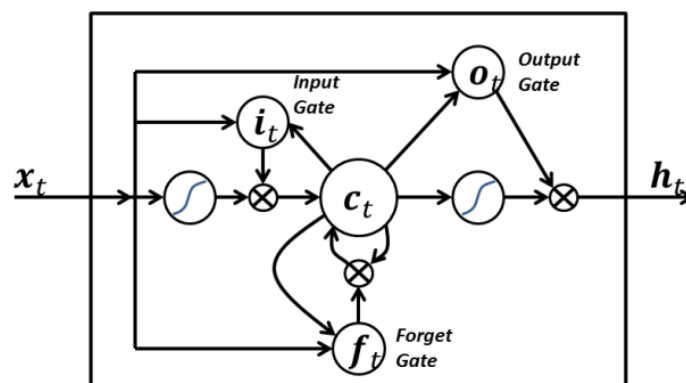 Output
Gate
o_t
Input
Gate
i_t
x_t
c_t
h_t
f_t
Forget
Gate